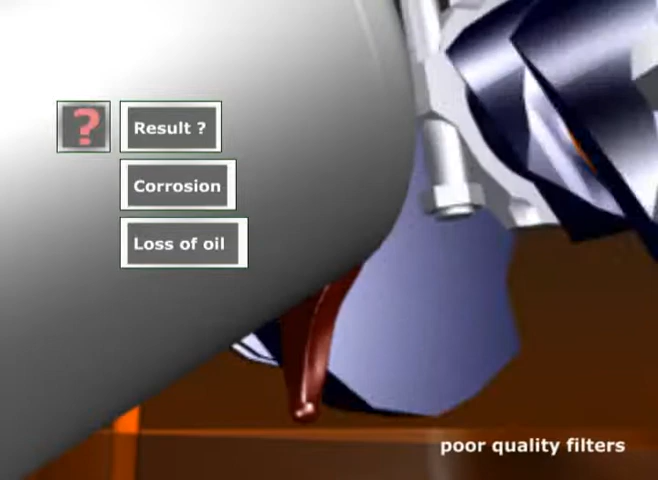 ?
Result ?
Corrosion
Loss of oil
poor quality filters